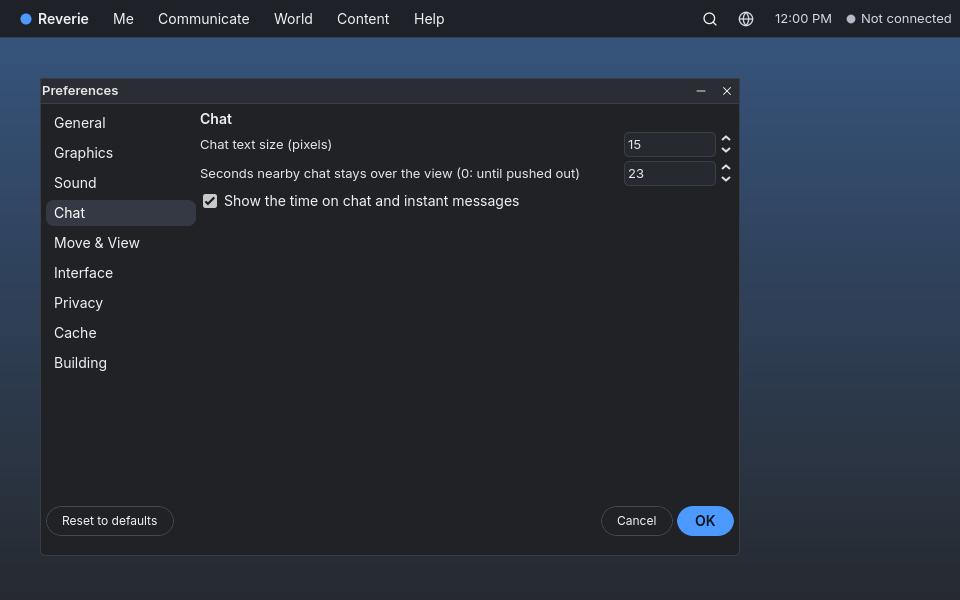 Reverie Me Communicate World Content Help 12:00 PM Not connected
Preferences
General
Graphics
Sound
Chat
Move & View
Interface
Privacy
Cache
Building
Chat
Chat text size (pixels) 15
Seconds nearby chat stays over the view (0: until pushed out) 23
Show the time on chat and instant messages
Reset to defaults Cancel OK